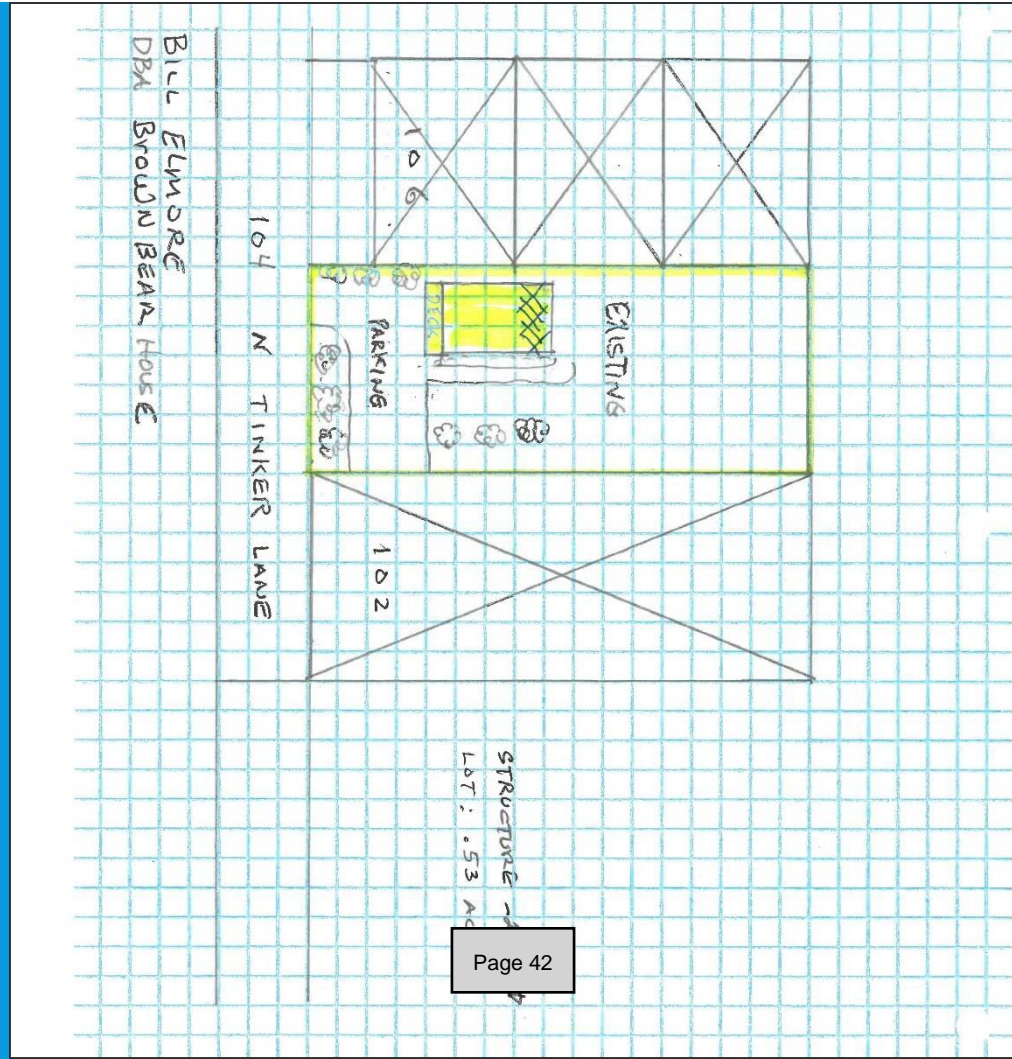 BILL ELMORE
DBA BROWN BEAR HOUSE
104 N TINKER LANE
106
EXISTING
DECK
PARKING
102
STRUCTURE
LOT: .53 AC
Page 42